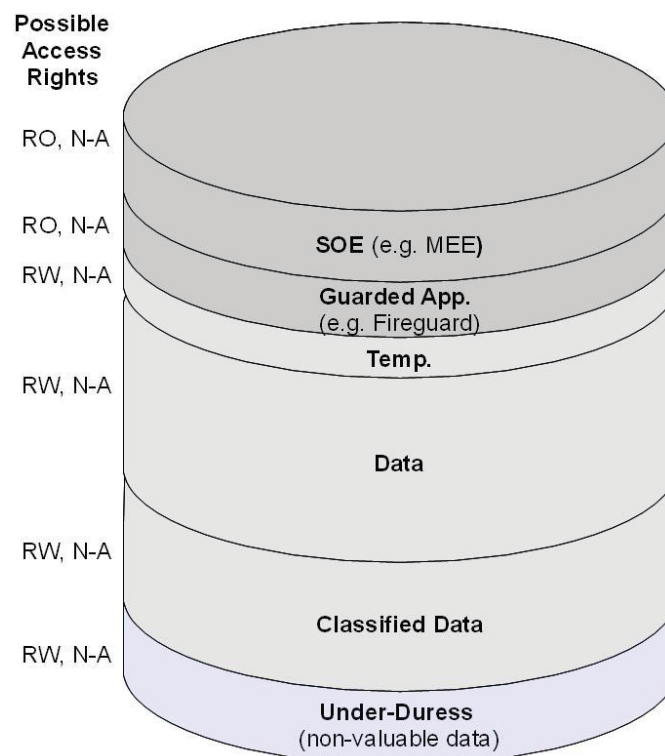 Possible
Access
Rights
RO, N-A
RO, N-A
SOE (e.g. MEE)
RW, N-A
Guarded App.
(e.g. Fireguard)
Temp.
RW, N-A
Data
RW, N-A
Classified Data
RW, N-A
Under-Duress
(non-valuable data)